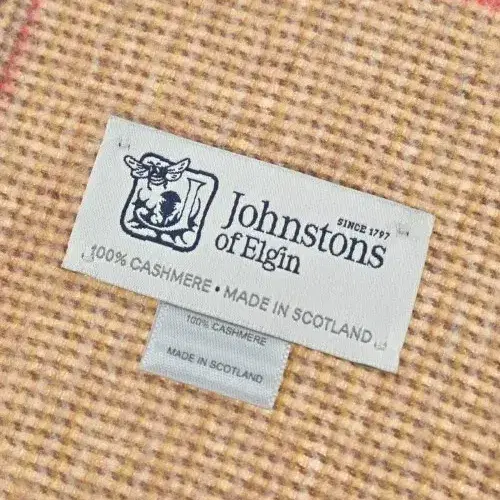 SINCE 1797
Johnstons
of Elgin
100% CASHMERE • MADE IN SCOTLAND
100% CASHMERE
MADE IN SCOTLAND